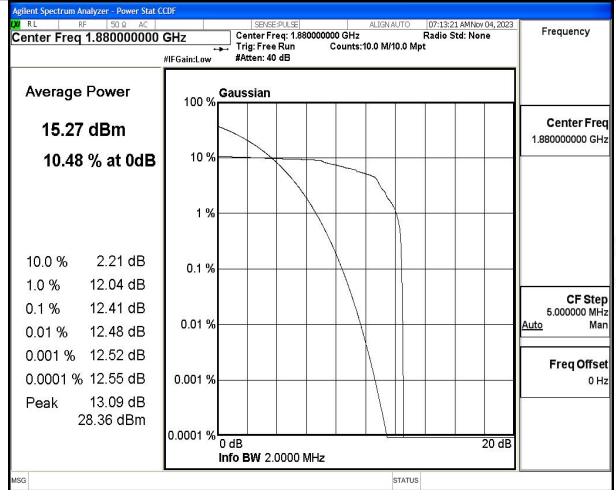 Agilent Spectrum Analyzer - Power Stat CCDF
LXI RL RF 50 Ω AC SENSE:PULSE ALIGN AUTO 07:13:21 AM Nov 04, 2023
Center Freq 1.880000000 GHz
Center Freq: 1.880000000 GHz Radio Std: None
Trig: Free Run Counts:10.0 M/10.0 Mpt
#IFGain:Low #Atten: 40 dB
Frequency
Average Power
15.27 dBm
10.48 % at 0dB
10.0 % 2.21 dB
1.0 % 12.04 dB
0.1 % 12.41 dB
0.01 % 12.48 dB
0.001 % 12.52 dB
0.0001 % 12.55 dB
Peak 13.09 dB
28.36 dBm
Gaussian
100 %
10 %
1 %
0.1 %
0.01 %
0.001 %
0.0001 %
0 dB 20 dB
Info BW 2.0000 MHz
Center Freq
1.880000000 GHz
CF Step
5.000000 MHz
Auto Man
Freq Offset
0 Hz
MSG STATUS